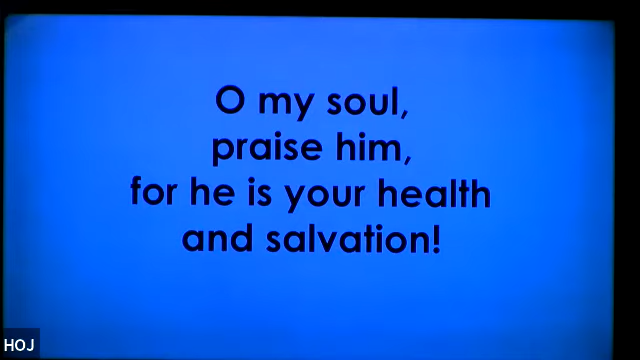 O my soul,
praise him,
for he is your health
and salvation!
HOJ